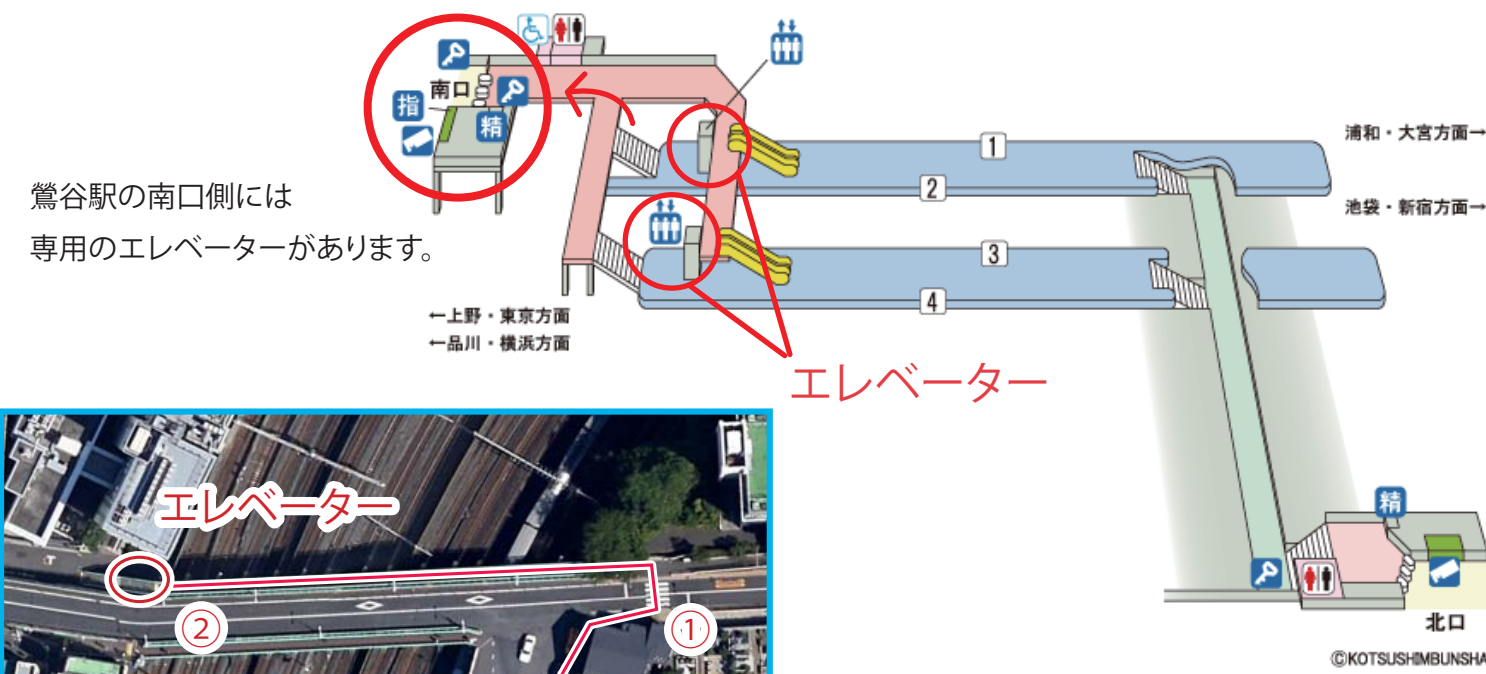 南口
指
精
鶯谷駅の南口側には
専用のエレベーターがあります。
1
2
3
4
浦和・大宮方面→
池袋・新宿方面→
←上野・東京方面
←品川・横浜方面
エレベーター
エレベーター
②
①
精
北口
©KOTSUSHIMBUNSHA